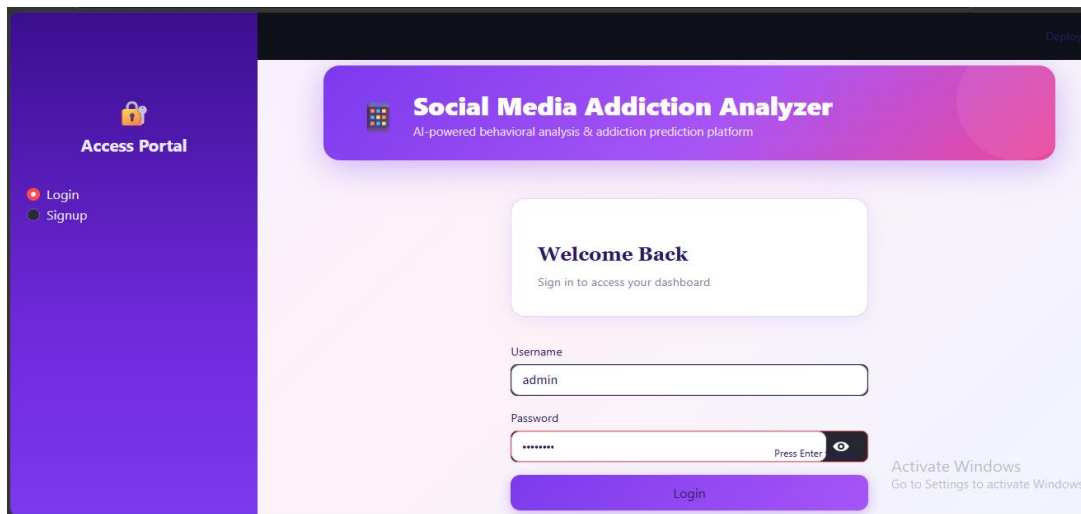 Deploy
Access Portal
Login
Signup
Social Media Addiction Analyzer
AI-powered behavioral analysis & addiction prediction platform
Welcome Back
Sign in to access your dashboard
Username
admin
Password
••••••••
Press Enter
Login
Activate Windows
Go to Settings to activate Windows